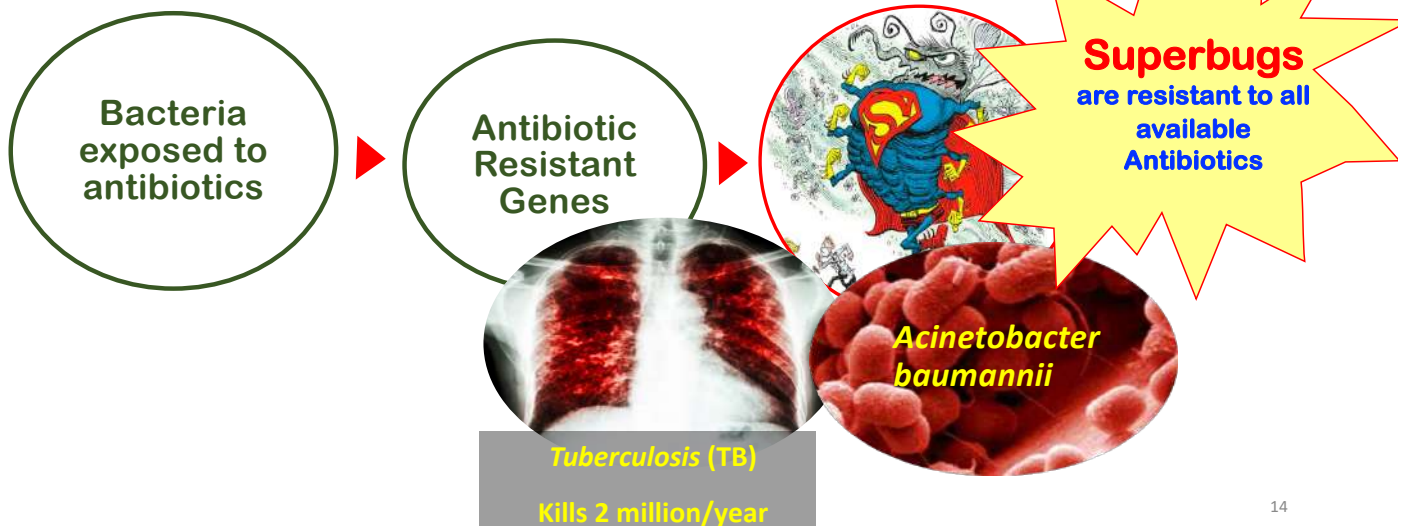 Bacteria
exposed to
antibiotics
Antibiotic
Resistant
Genes
Superbugs
are resistant to all
available
Antibiotics
S
Acinetobacter
baumannii
Tuberculosis (TB)
Kills 2 million/year
14